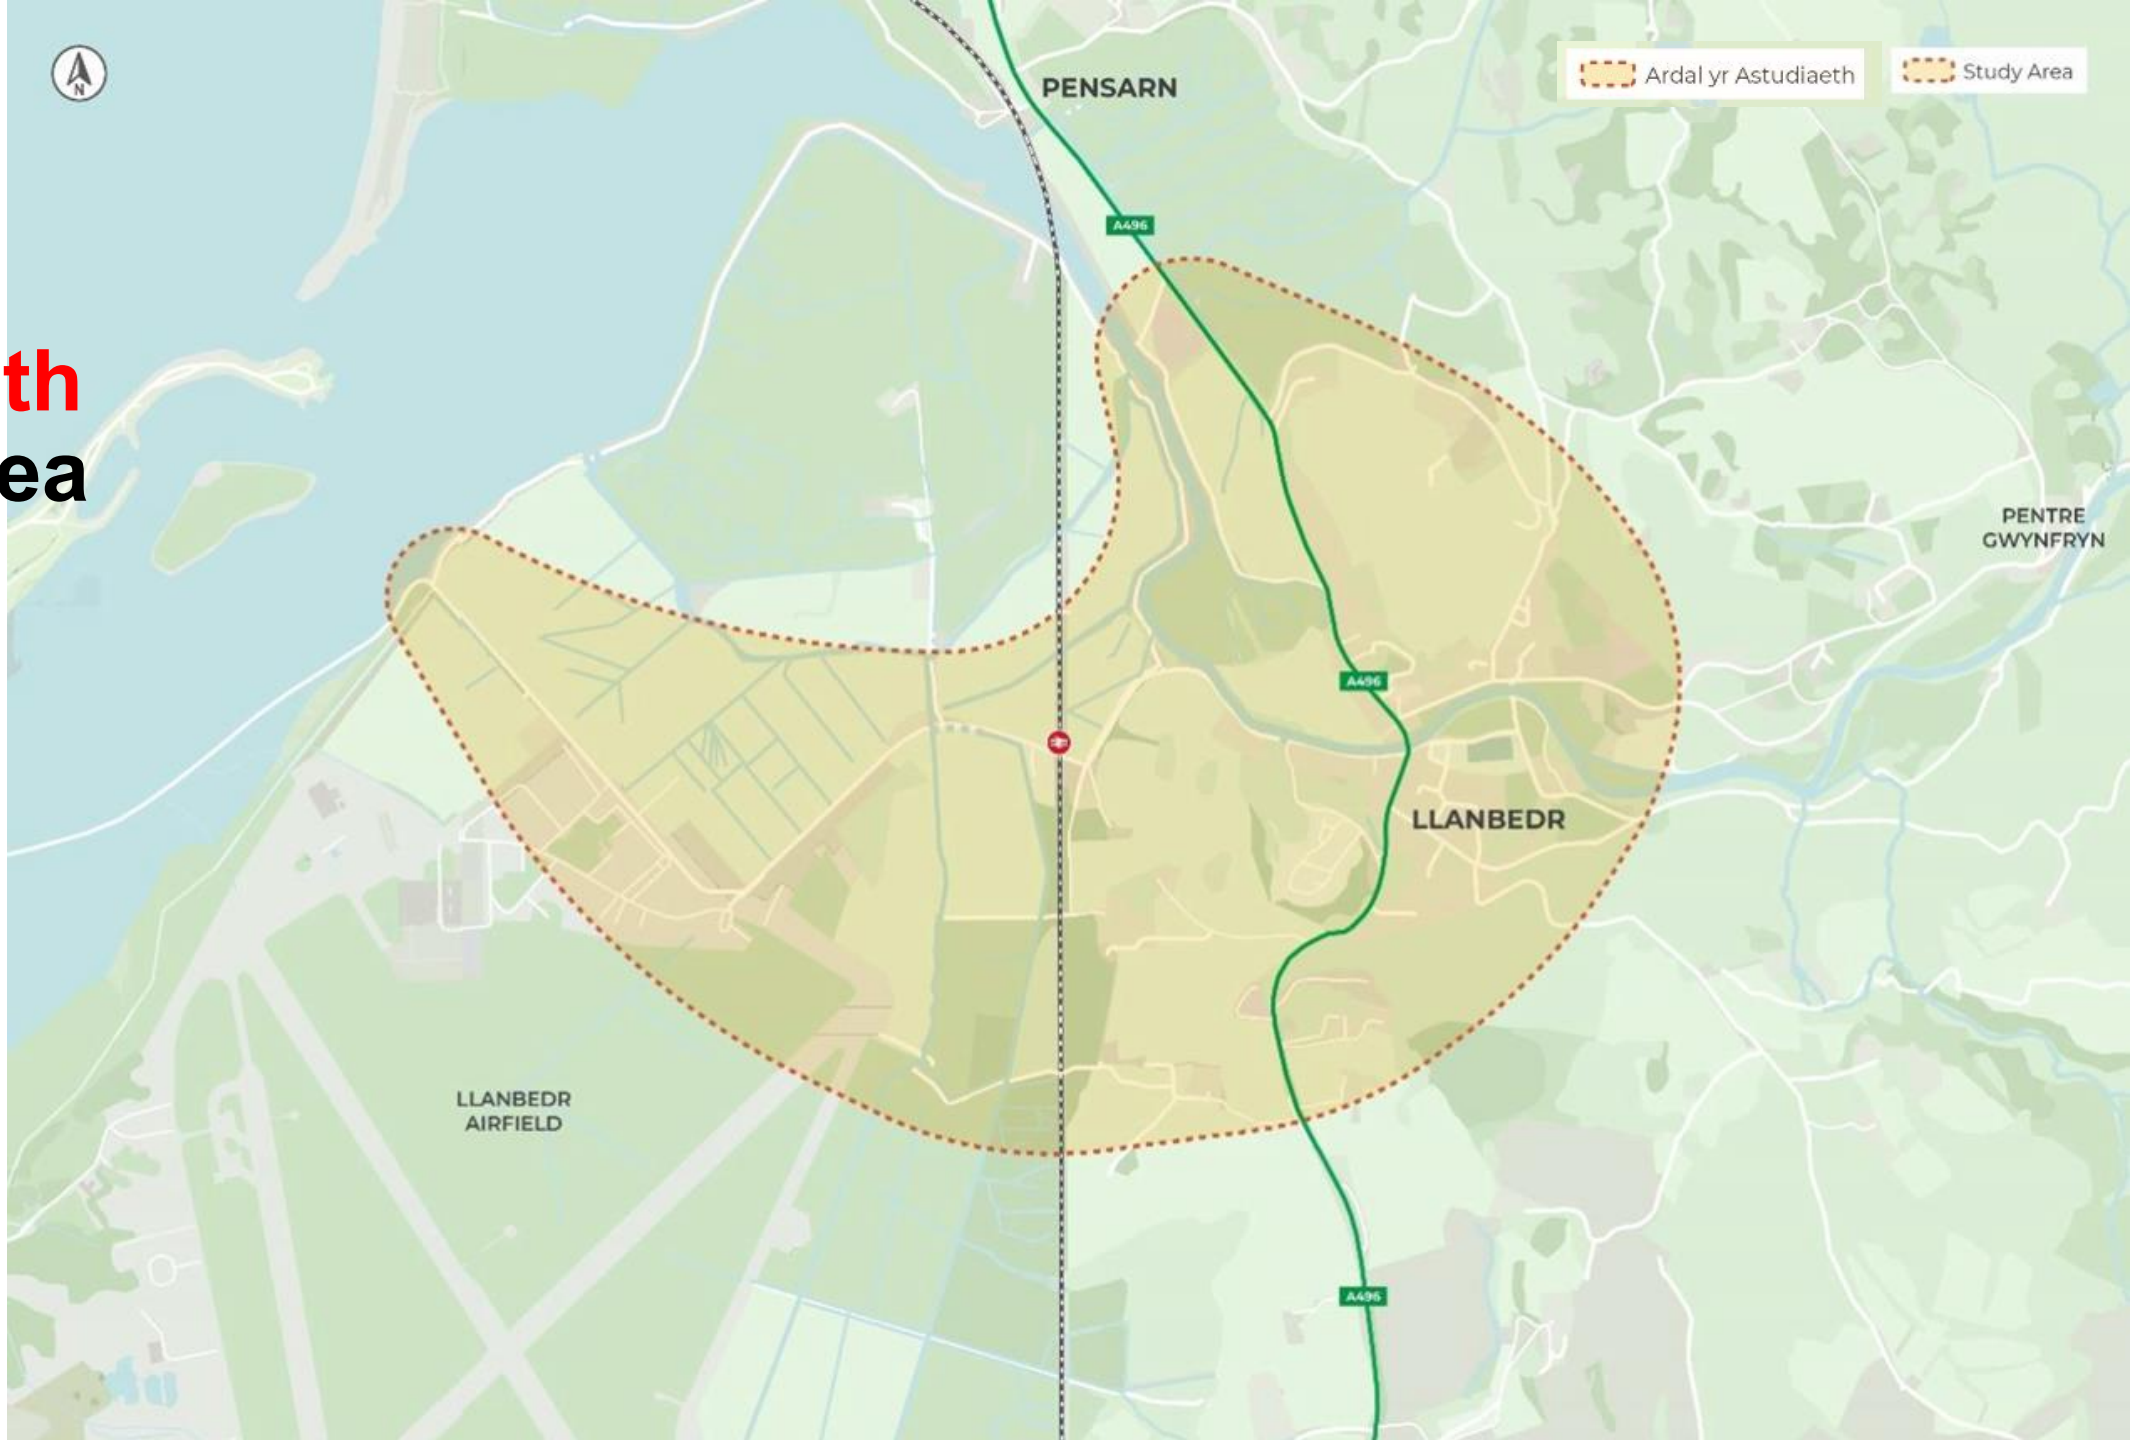 N
PENSARN
Ardal yr Astudiaeth
Study Area
A496
th
ea
PENTRE
GWYNFRYN
A496
LLANBEDR
LLANBEDR
AIRFIELD
A496